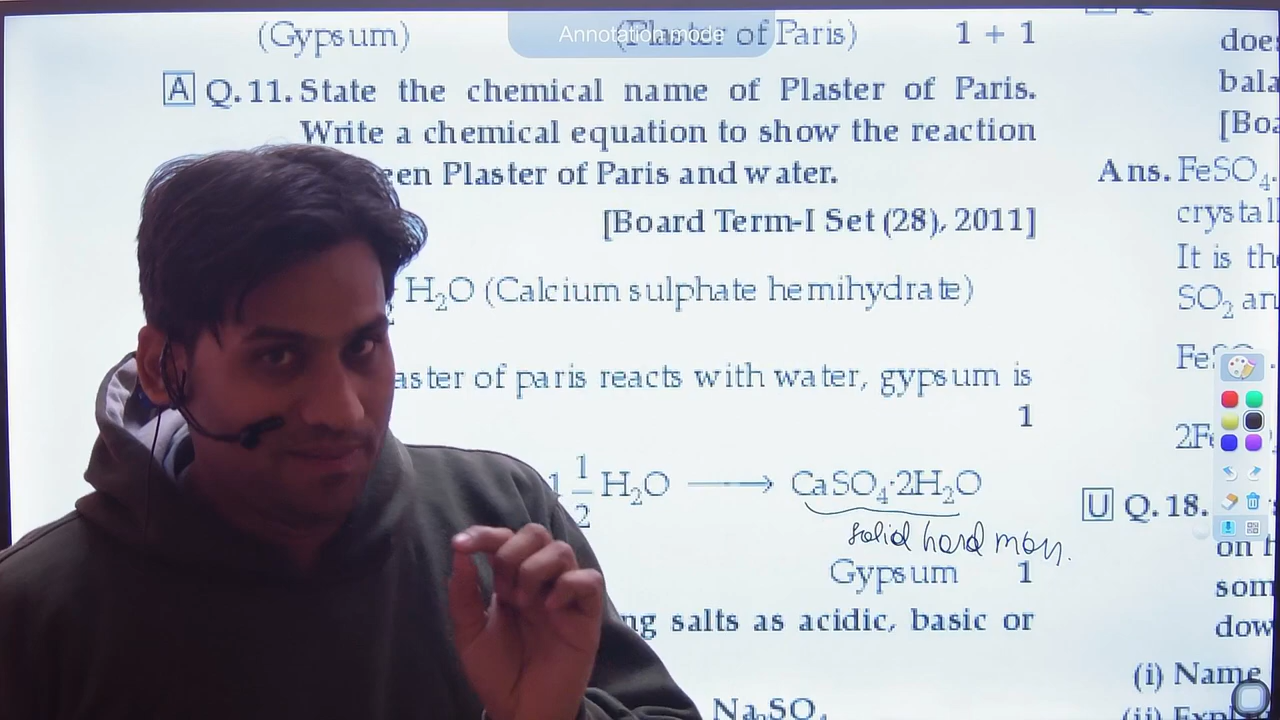 (Gypsum) (Plaster of Paris) 1 + 1
Annotation mode
A Q. 11. State the chemical name of Plaster of Paris.
Write a chemical equation to show the reaction
een Plaster of Paris and water.
[Board Term-I Set (28), 2011]
H₂O (Calcium sulphate hemihydrate)
aster of paris reacts with water, gypsum is
1
1 1/2 H₂O ⟶ CaSO₄·2H₂O
solid hard mass.
Gypsum 1
ng salts as acidic, basic or
Na₂SO₄
doe
bala
[Boa
Ans. FeSO₄.
crystall
It is the
SO₂ an
2Fe
U Q. 18.
on h
som
dow
(i) Name
(ii) Expl